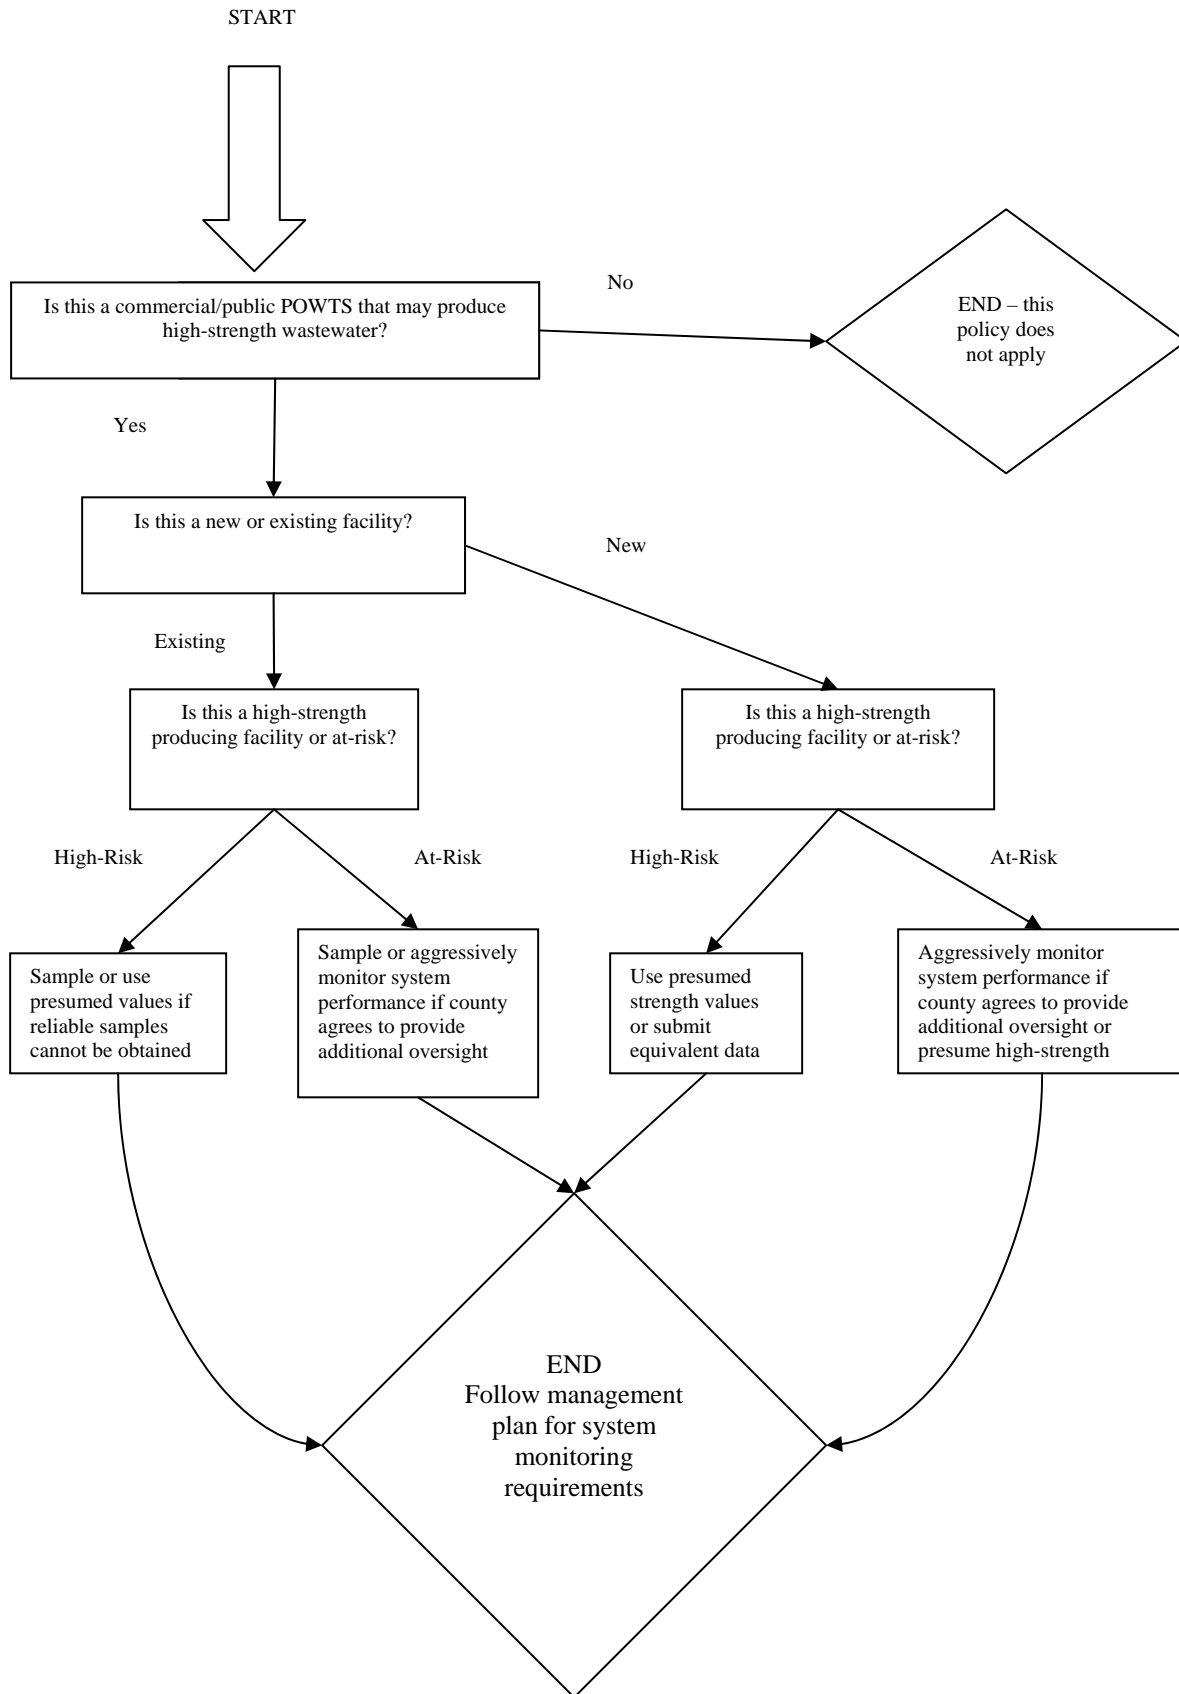 START
Is this a commercial/public POWTS that may produce
high-strength wastewater?
No
END – this
policy does
not apply
Yes
Is this a new or existing facility?
New
Existing
Is this a high-strength
producing facility or at-risk?
Is this a high-strength
producing facility or at-risk?
High-Risk
At-Risk
High-Risk
At-Risk
Sample or use
presumed values if
reliable samples
cannot be obtained
Sample or aggressively
monitor system
performance if county
agrees to provide
additional oversight
Use presumed
strength values
or submit
equivalent data
Aggressively monitor
system performance if
county agrees to provide
additional oversight or
presume high-strength
END
Follow management
plan for system
monitoring
requirements